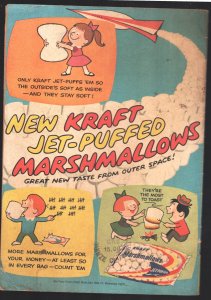 ONLY KRAFT JET-PUFFS 'EM SO
THE OUTSIDE'S SOFT AS INSIDE
—AND THEY STAY SOFT!
NEW KRAFT
JET-PUFFED
MARSHMALLOWS
GREAT NEW TASTE FROM OUTER SPACE!
THEY'RE
THE MOST
TO TOAST
MORE MARSHMALLOWS FOR
YOUR MONEY—AT LEAST 50
IN EVERY BAG—COUNT 'EM
Marshmallows